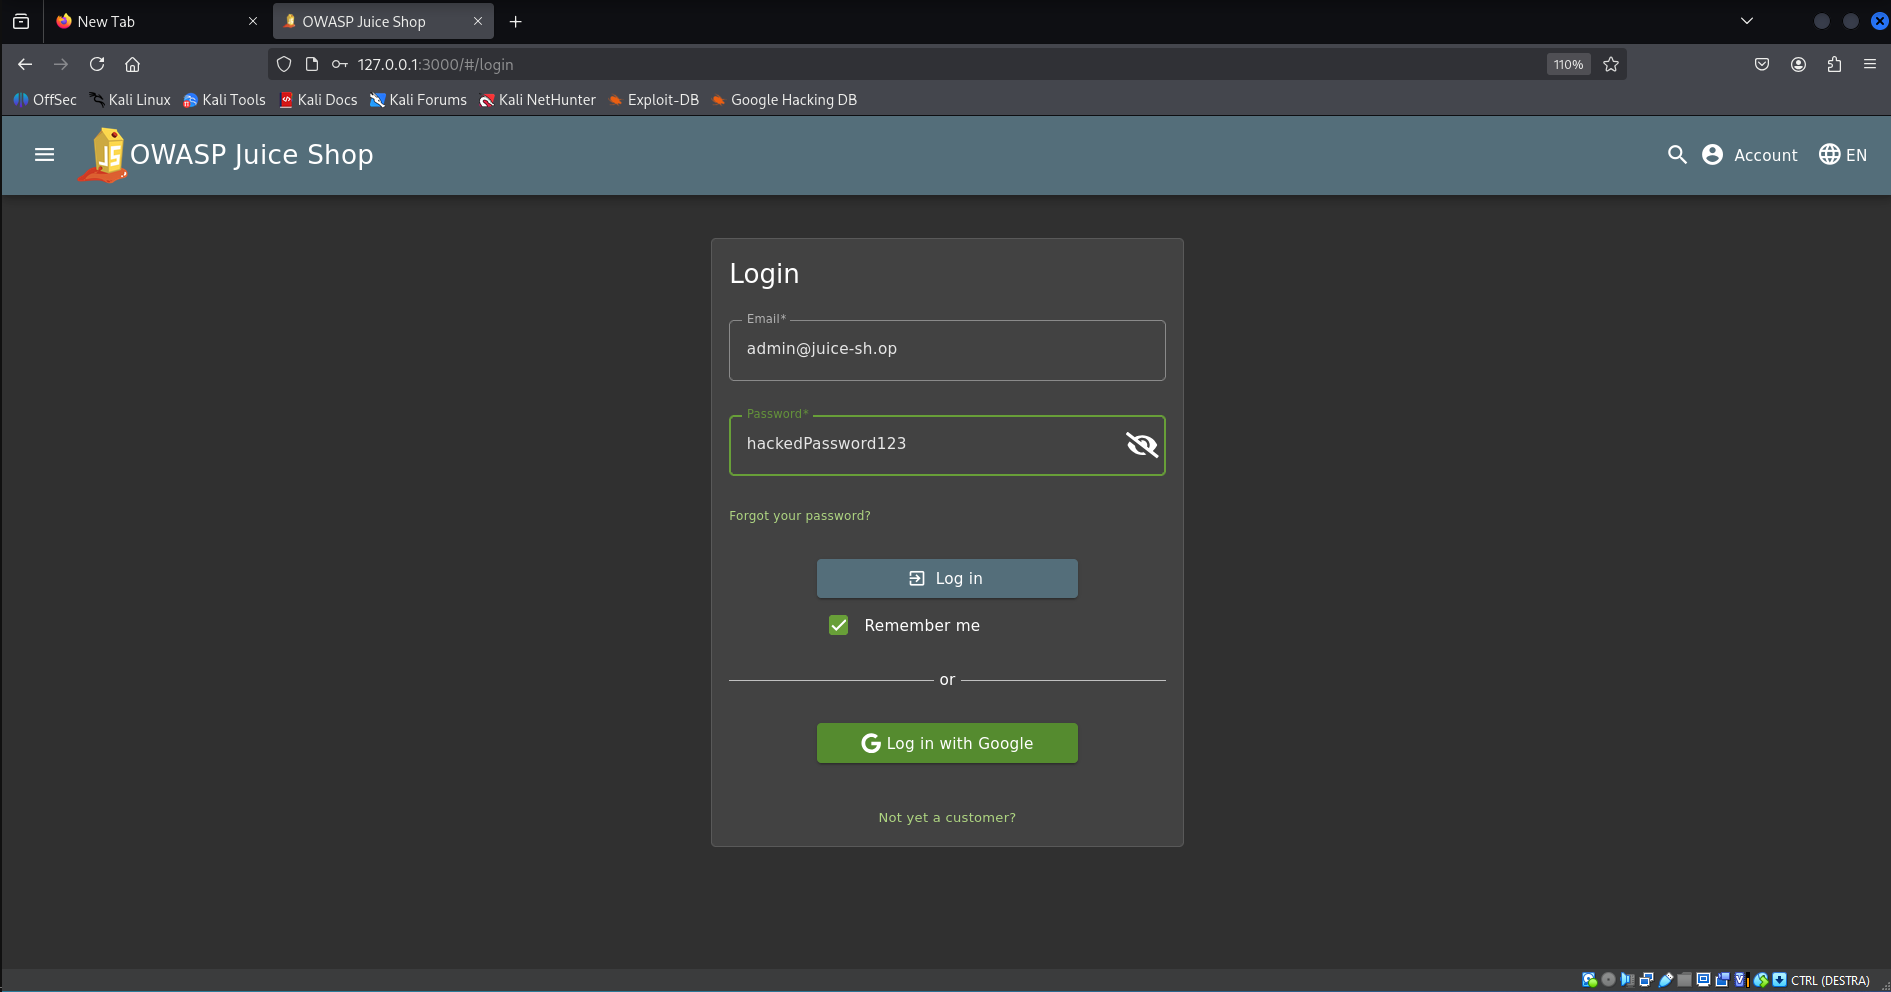 New Tab
OWASP Juice Shop
127.0.0.1:3000/#/login
110%
OffSec
Kali Linux
Kali Tools
Kali Docs
Kali Forums
Kali NetHunter
Exploit-DB
Google Hacking DB
JS
OWASP Juice Shop
Account
EN
Login
Email*
admin@juice-sh.op
Password*
hackedPassword123
Forgot your password?
Log in
Remember me
or
G Log in with Google
Not yet a customer?
CTRL (DESTRA)